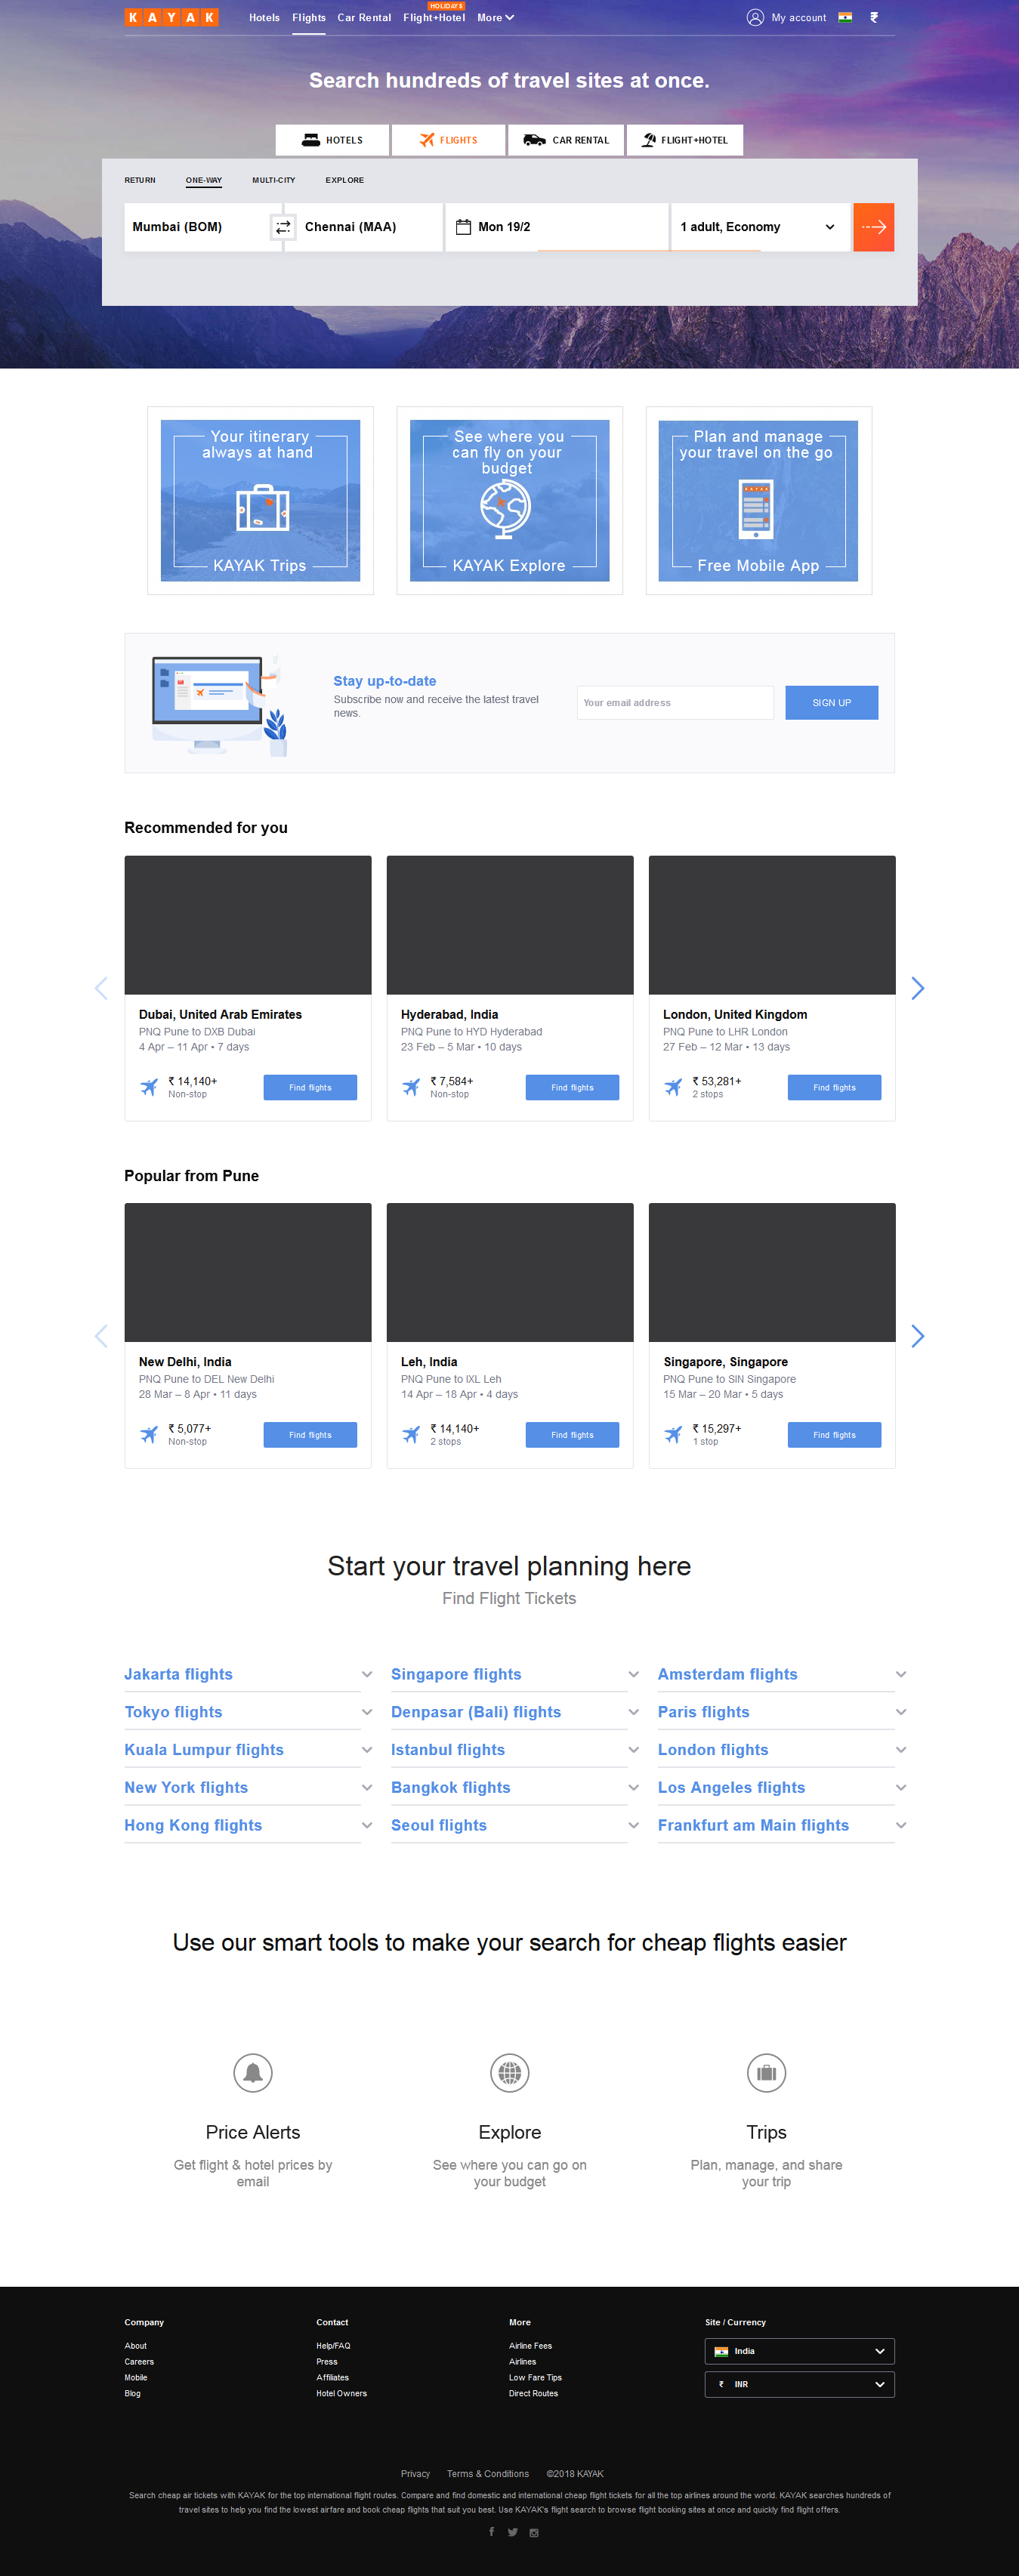 KAYAK
Hotels Flights Car Rental Flight+Hotel More
HOLIDAYS
My account ₹
Search hundreds of travel sites at once.
HOTELS FLIGHTS CAR RENTAL FLIGHT+HOTEL
RETURN ONE-WAY MULTI-CITY EXPLORE
Mumbai (BOM) Chennai (MAA) Mon 19/2 1 adult, Economy
Your itinerary
always at hand
KAYAK Trips
See where you
can fly on your
budget
KAYAK Explore
Plan and manage
your travel on the go
KAYAK
Free Mobile App
Stay up-to-date
Subscribe now and receive the latest travel
news.
Your email address
SIGN UP
Recommended for you
Dubai, United Arab Emirates
PNQ Pune to DXB Dubai
4 Apr – 11 Apr • 7 days
₹ 14,140+
Non-stop
Find flights
Hyderabad, India
PNQ Pune to HYD Hyderabad
23 Feb – 5 Mar • 10 days
₹ 7,584+
Non-stop
Find flights
London, United Kingdom
PNQ Pune to LHR London
27 Feb – 12 Mar • 13 days
₹ 53,281+
2 stops
Find flights
Popular from Pune
New Delhi, India
PNQ Pune to DEL New Delhi
28 Mar – 8 Apr • 11 days
₹ 5,077+
Non-stop
Find flights
Leh, India
PNQ Pune to IXL Leh
14 Apr – 18 Apr • 4 days
₹ 14,140+
2 stops
Find flights
Singapore, Singapore
PNQ Pune to SIN Singapore
15 Mar – 20 Mar • 5 days
₹ 15,297+
1 stop
Find flights
Start your travel planning here
Find Flight Tickets
Jakarta flights Singapore flights Amsterdam flights
Tokyo flights Denpasar (Bali) flights Paris flights
Kuala Lumpur flights Istanbul flights London flights
New York flights Bangkok flights Los Angeles flights
Hong Kong flights Seoul flights Frankfurt am Main flights
Use our smart tools to make your search for cheap flights easier
Price Alerts
Get flight & hotel prices by
email
Explore
See where you can go on
your budget
Trips
Plan, manage, and share
your trip
Company
About
Careers
Mobile
Blog
Contact
Help/FAQ
Press
Affiliates
Hotel Owners
More
Airline Fees
Airlines
Low Fare Tips
Direct Routes
Site / Currency
India
₹ INR
Privacy Terms & Conditions ©2018 KAYAK
Search cheap air tickets with KAYAK for the top international flight routes. Compare and find domestic and international cheap flight tickets for all the top airlines around the world. KAYAK searches hundreds of
travel sites to help you find the lowest airfare and book cheap flights that suit you best. Use KAYAK's flight search to browse flight booking sites at once and quickly find flight offers.